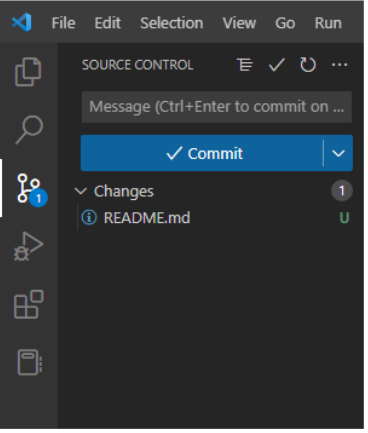 File Edit Selection View Go Run
SOURCE CONTROL
Message (Ctrl+Enter to commit on ...
Commit
1
Changes 1
README.md U